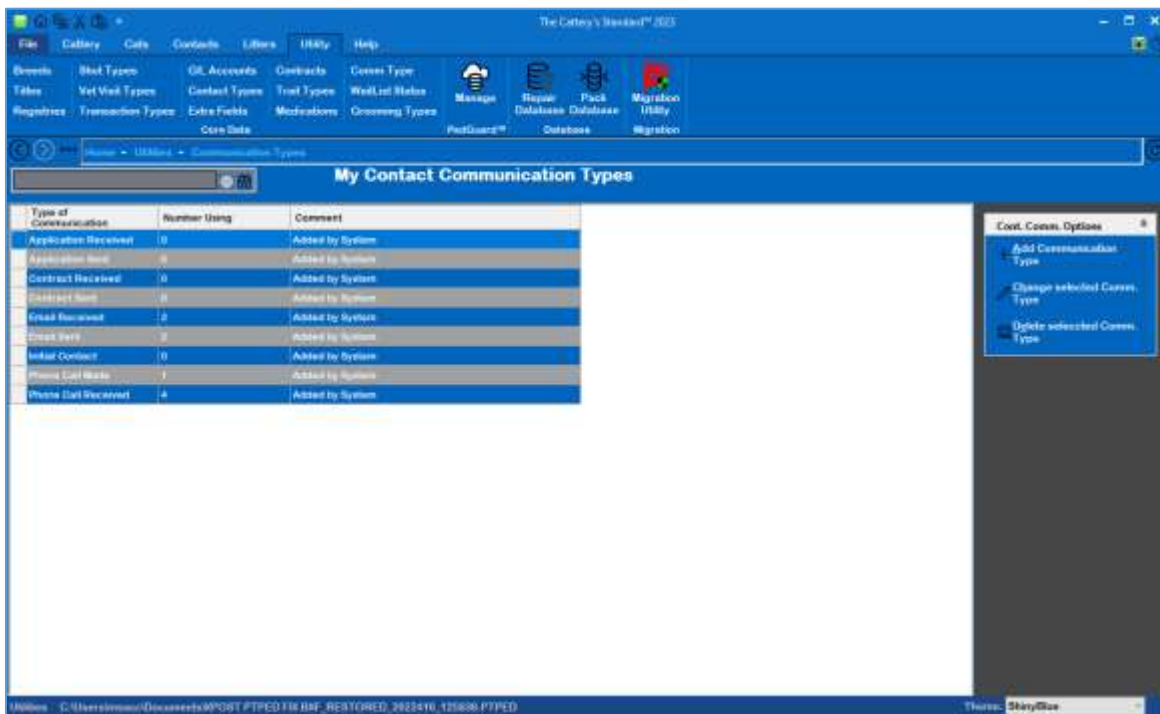 The Cattery's Standard™ 2023
File Cattery Cats Contacts Litters Utility Help
Breeds Shot Types G/L Accounts Contracts Comm Type
Titles Vet Visit Types Contact Types Trait Types WaitList Status
Registries Transaction Types Extra Fields Medications Grooming Types
Manage Repair Database Pack Database Migration Utility
Core Data PedGuard™ Database Migration
Home Utilities Communication Types
My Contact Communication Types
Type of Communication Number Using Comment
Application Received 0 Added by System
Application Sent 0 Added by System
Contract Received 0 Added by System
Contract Sent 0 Added by System
Email Received 2 Added by System
Email Sent 2 Added by System
Initial Contact 0 Added by System
Phone Call Made 1 Added by System
Phone Call Received 4 Added by System
Cont. Comm. Options
Add Communication
Type
Change selected Comm.
Type
Delete selected Comm.
Type
Utilities
Theme: ShinyBlue